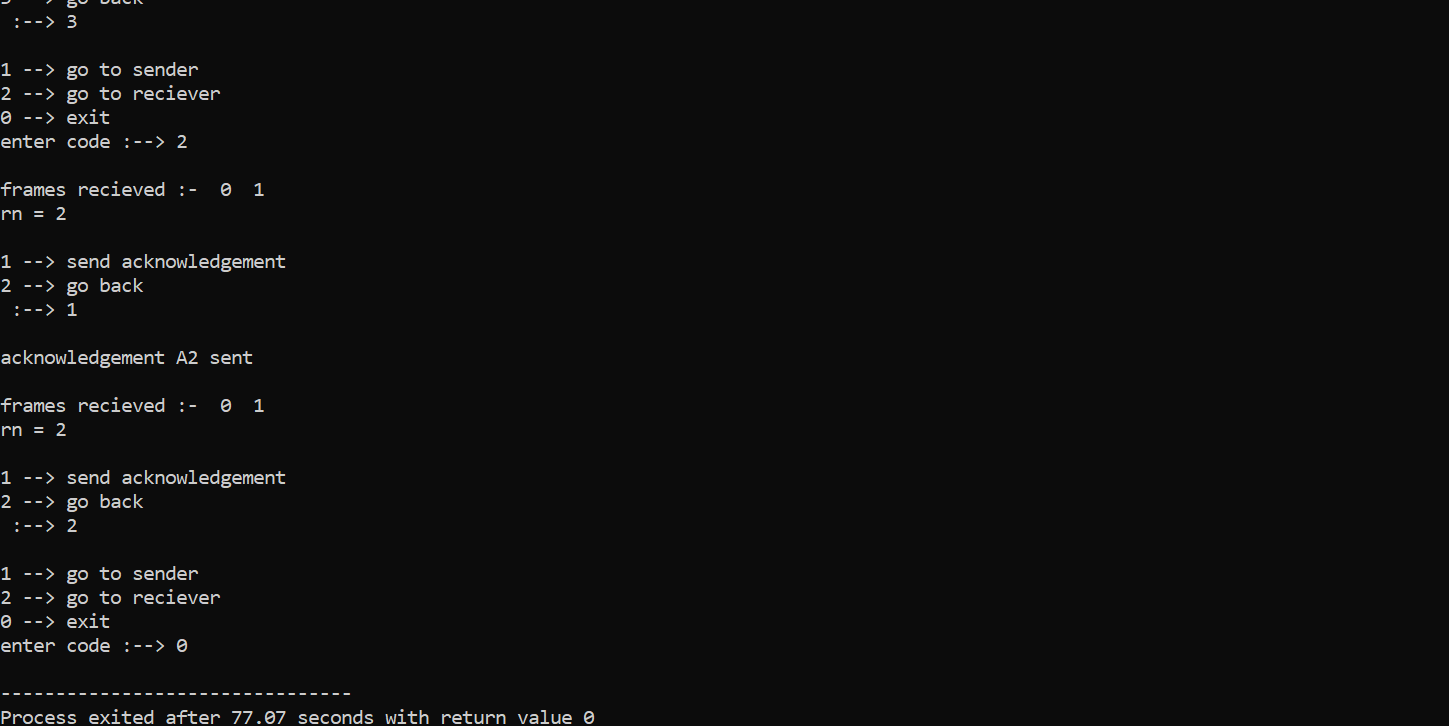 3 --> go back
 :--> 3

1 --> go to sender
2 --> go to reciever
0 --> exit
enter code :--> 2

frames recieved :-  0  1
rn = 2

1 --> send acknowledgement
2 --> go back
 :--> 1

acknowledgement A2 sent

frames recieved :-  0  1
rn = 2

1 --> send acknowledgement
2 --> go back
 :--> 2

1 --> go to sender
2 --> go to reciever
0 --> exit
enter code :--> 0

--------------------------------
Process exited after 77.07 seconds with return value 0